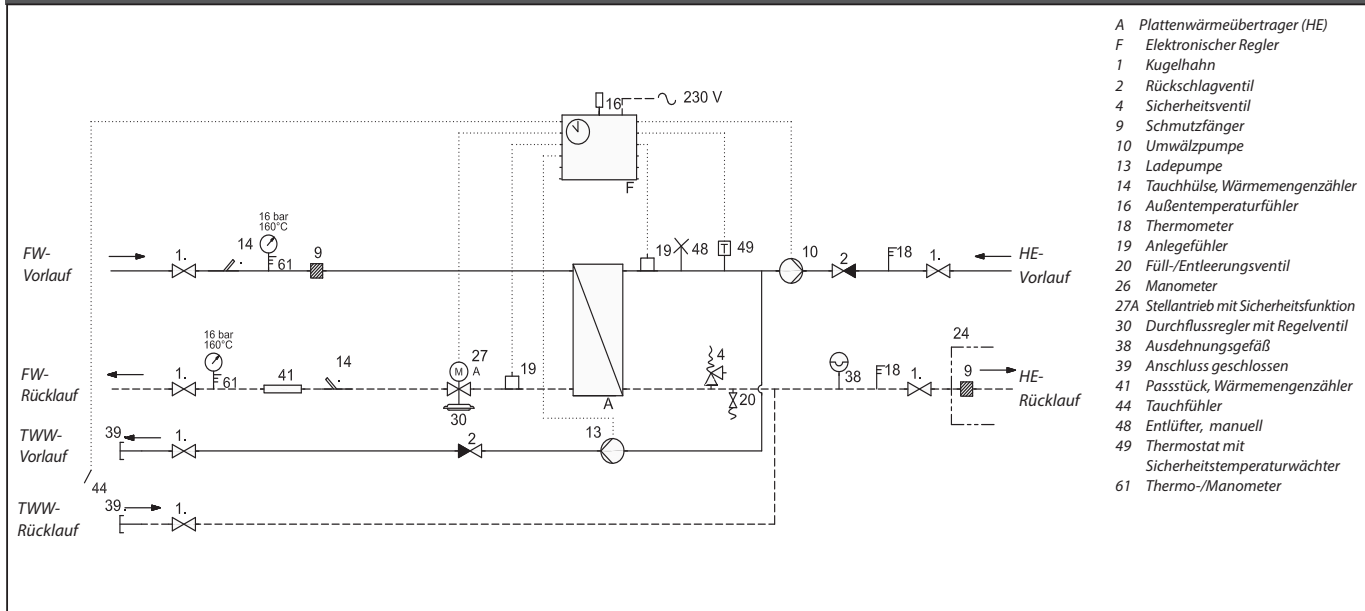 16
230 V
F
16 bar
160°C
FW-
Vorlauf
1.
14
61
9
19
48
49
T
10
2
18
1.
HE-
Vorlauf
16 bar
160°C
FW-
Rücklauf
1.
61
41
14
27
A
M
30
19
A
4
20
38
18
1.
24
9
HE-
Rücklauf
TWW-
Vorlauf
39.
1.
2
13
44
TWW-
Rücklauf
39.
1.
A Plattenwärmeübertrager (HE)
F Elektronischer Regler
1 Kugelhahn
2 Rückschlagventil
4 Sicherheitsventil
9 Schmutzfänger
10 Umwälzpumpe
13 Ladepumpe
14 Tauchhülse, Wärmemengenzähler
16 Außentemperaturfühler
18 Thermometer
19 Anlegefühler
20 Füll-/Entleerungsventil
26 Manometer
27A Stellantrieb mit Sicherheitsfunktion
30 Durchflussregler mit Regelventil
38 Ausdehnungsgefäß
39 Anschluss geschlossen
41 Passstück, Wärmemengenzähler
44 Tauchfühler
48 Entlüfter, manuell
49 Thermostat mit
Sicherheitstemperaturwächter
61 Thermo-/Manometer